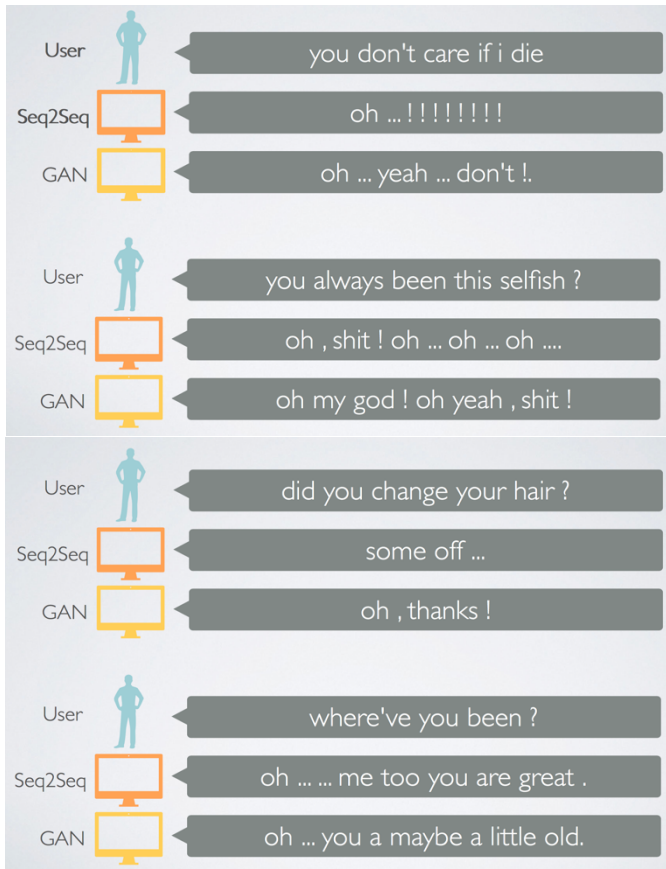 User
you don't care if i die
Seq2Seq
oh ... ! ! ! ! ! ! ! !
GAN
oh ... yeah ... don't !.
User
you always been this selfish ?
Seq2Seq
oh , shit ! oh ... oh ... oh ....
GAN
oh my god ! oh yeah , shit !
User
did you change your hair ?
Seq2Seq
some off ...
GAN
oh , thanks !
User
where've you been ?
Seq2Seq
oh ... ... me too you are great .
GAN
oh ... you a maybe a little old.